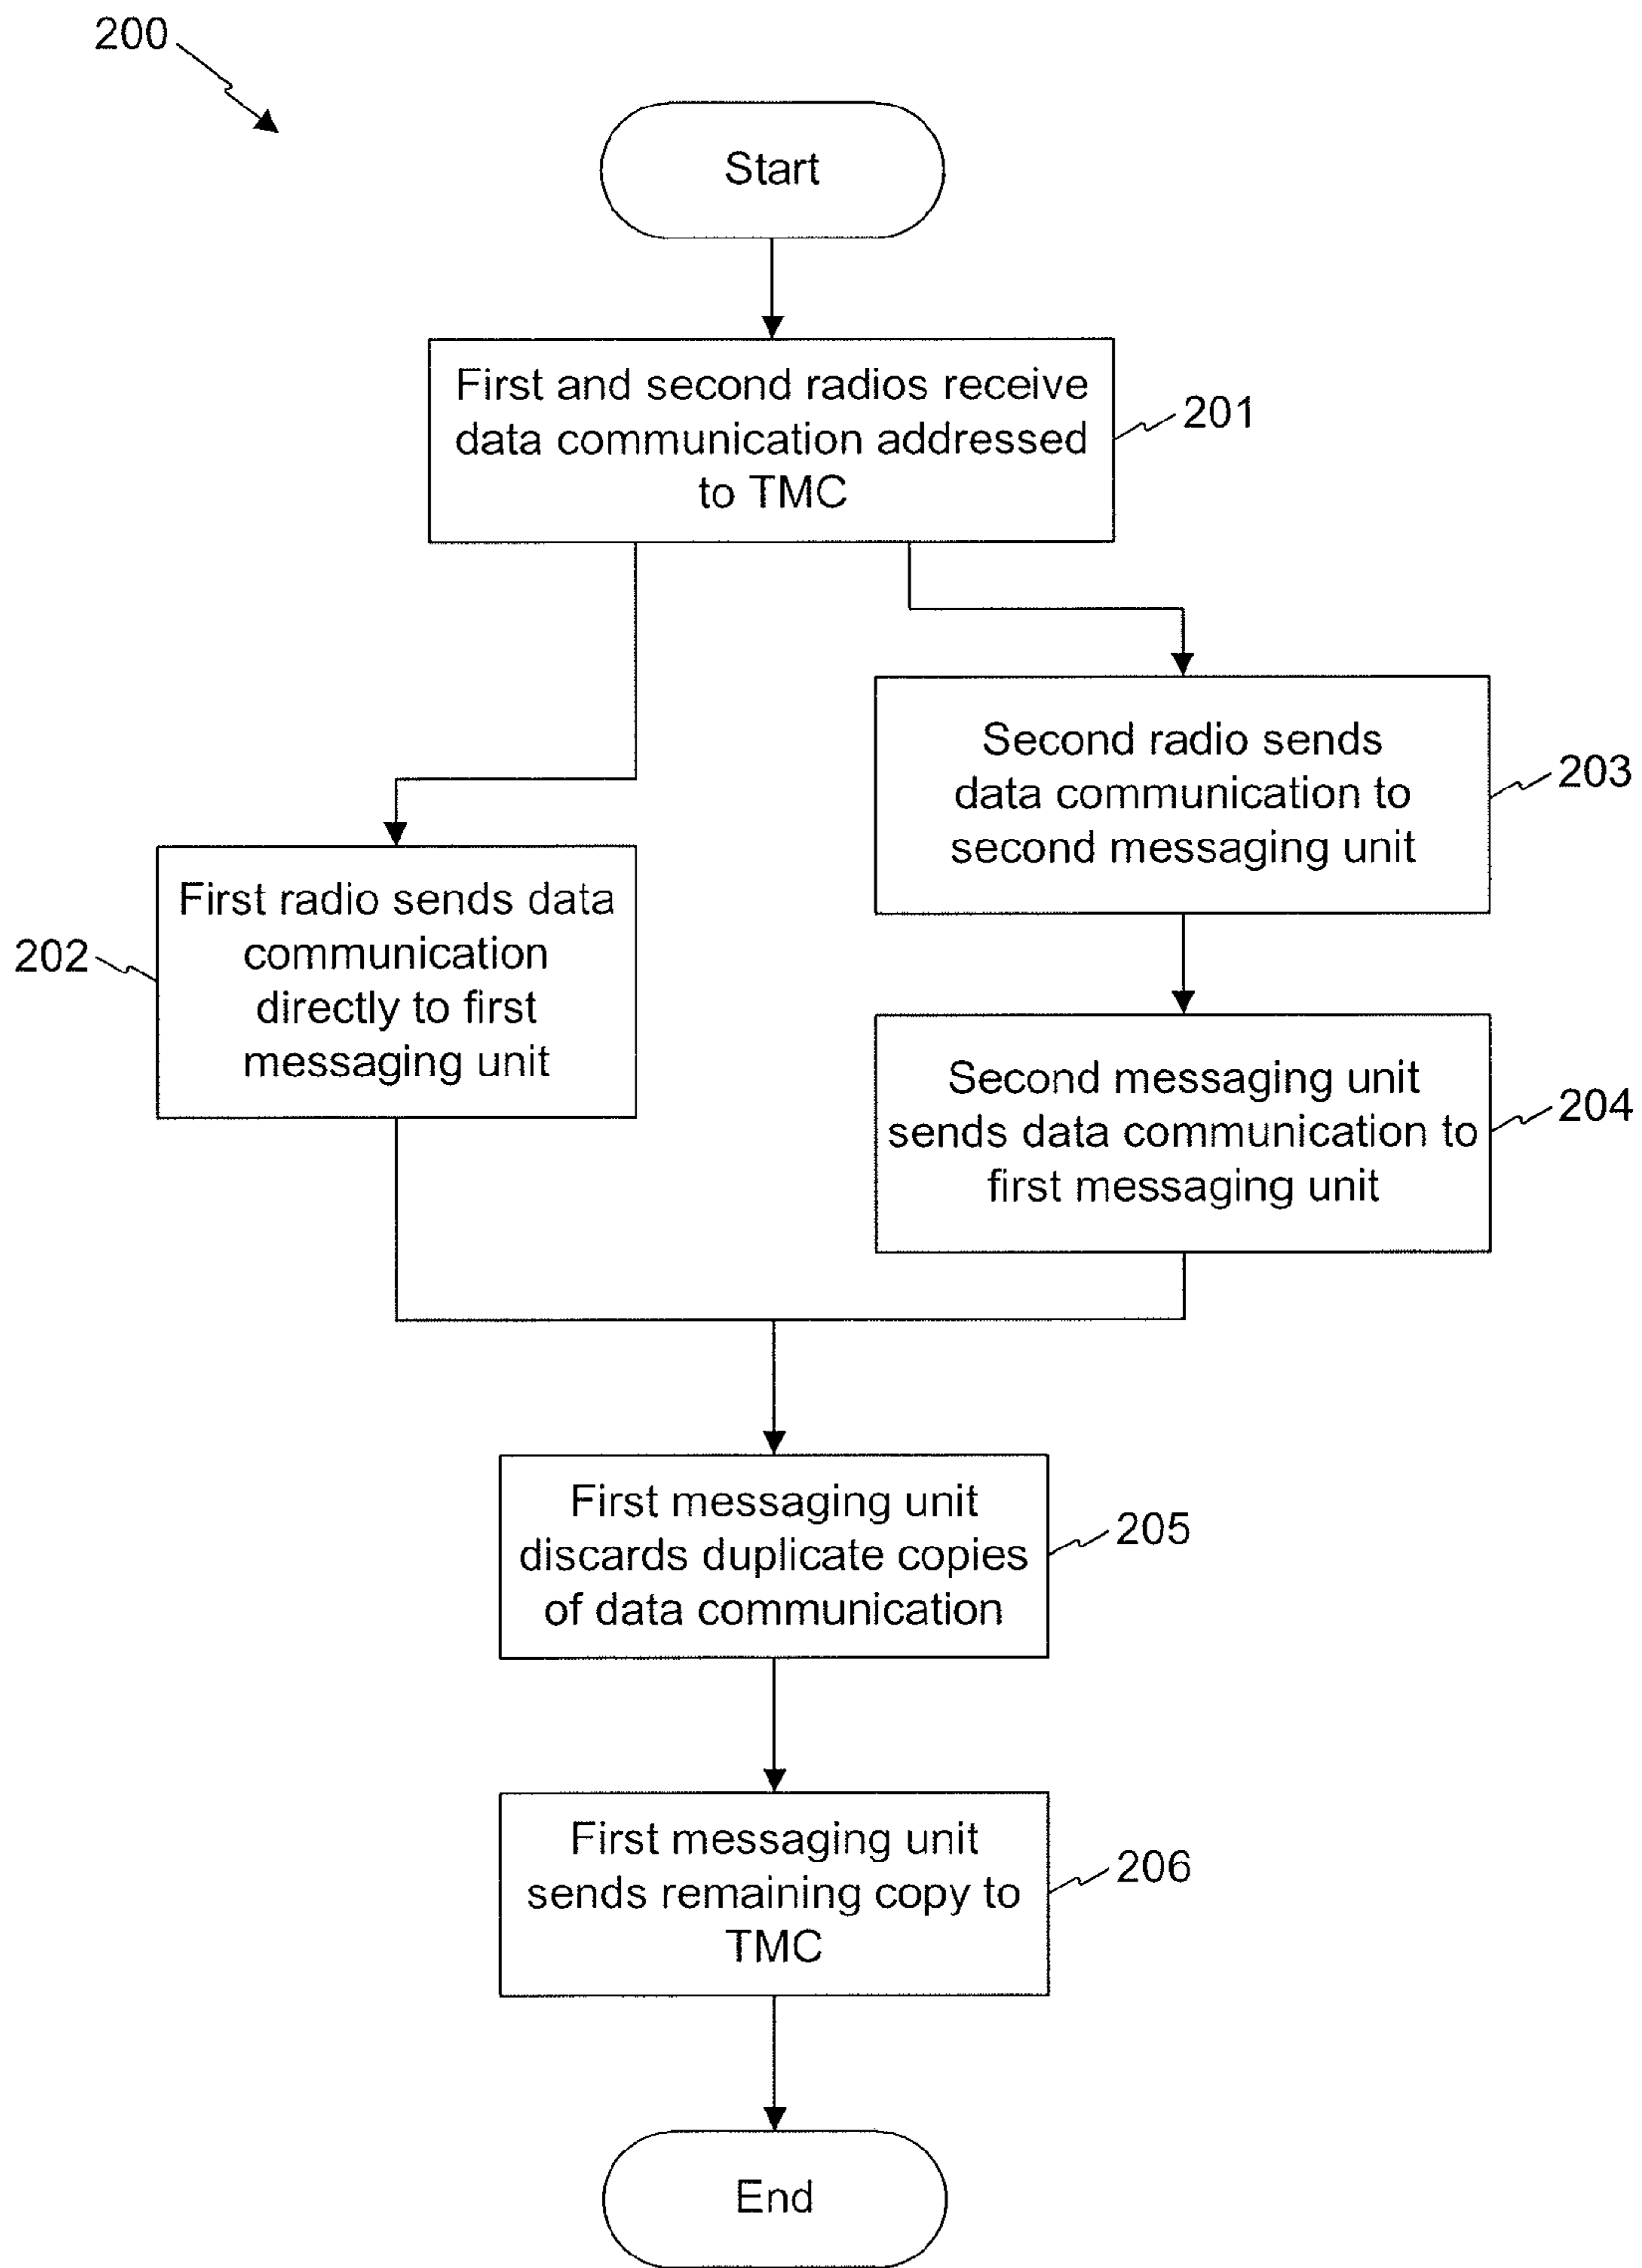 200
Start
First and second radios receive
data communication addressed
to TMC
201
Second radio sends
data communication to
second messaging unit
203
First radio sends data
communication
directly to first
messaging unit
202
Second messaging unit
sends data communication to
first messaging unit
204
First messaging unit
discards duplicate copies
of data communication
205
First messaging unit
sends remaining copy to
TMC
206
End